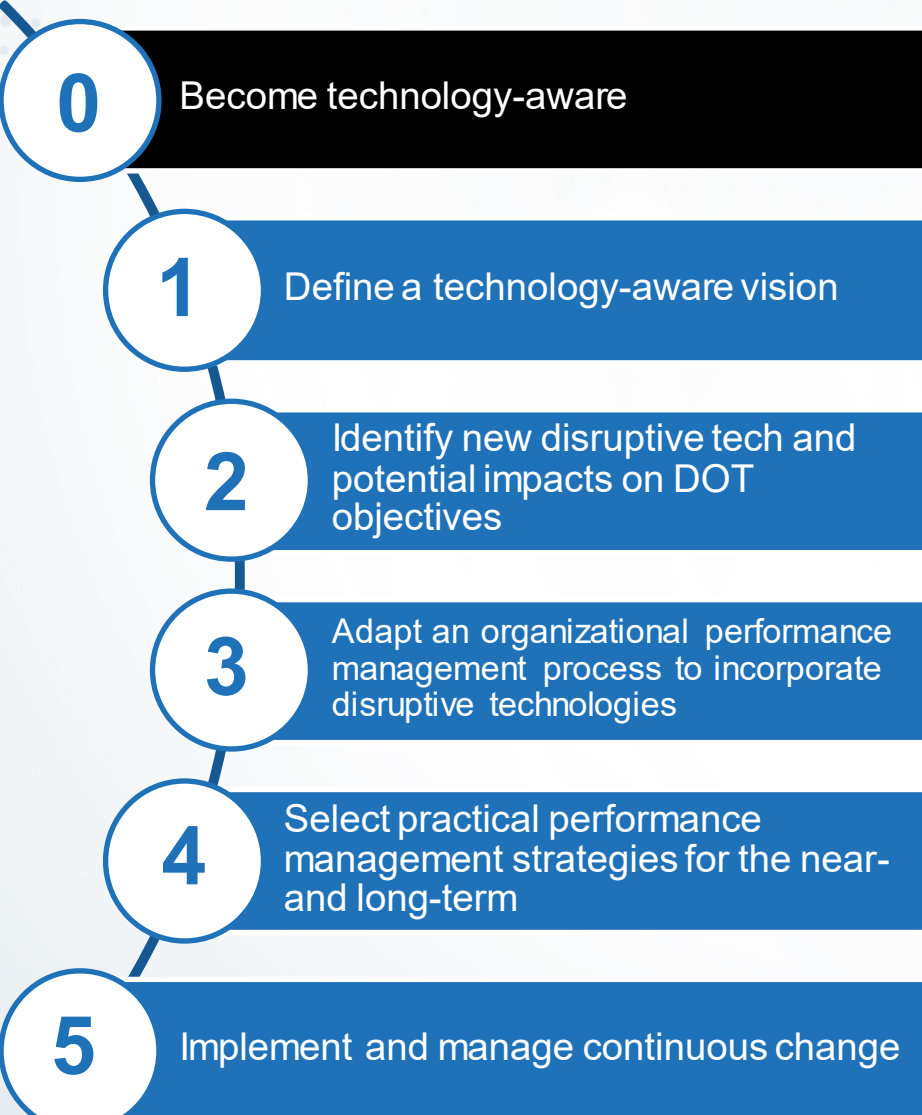 0
Become technology-aware
1
Define a technology-aware vision
2
Identify new disruptive tech and
potential impacts on DOT
objectives
3
Adapt an organizational performance
management process to incorporate
disruptive technologies
4
Select practical performance
management strategies for the near-
and long-term
5
Implement and manage continuous change